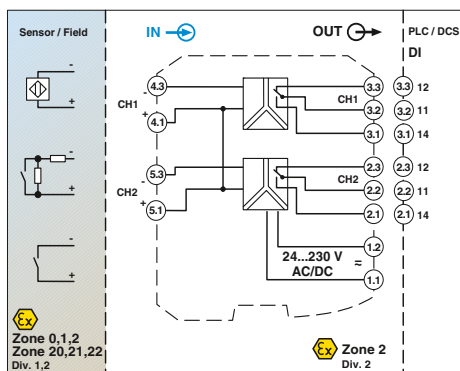 Sensor / Field
IN
OUT
PLC / DCS
DI
-
+
-
+
-
+
-
CH1
+
4.3
4.1
-
CH2
+
5.3
5.1
CH1
3.3
3.2
3.1
CH2
2.3
2.2
2.1
24...230 V
AC/DC
=
1.2
1.1
3.3 12
3.2 11
3.1 14
2.3 12
2.2 11
2.1 14
Ex
Zone 0,1,2
Zone 20,21,22
Div. 1,2
Ex
Zone 2
Div. 2